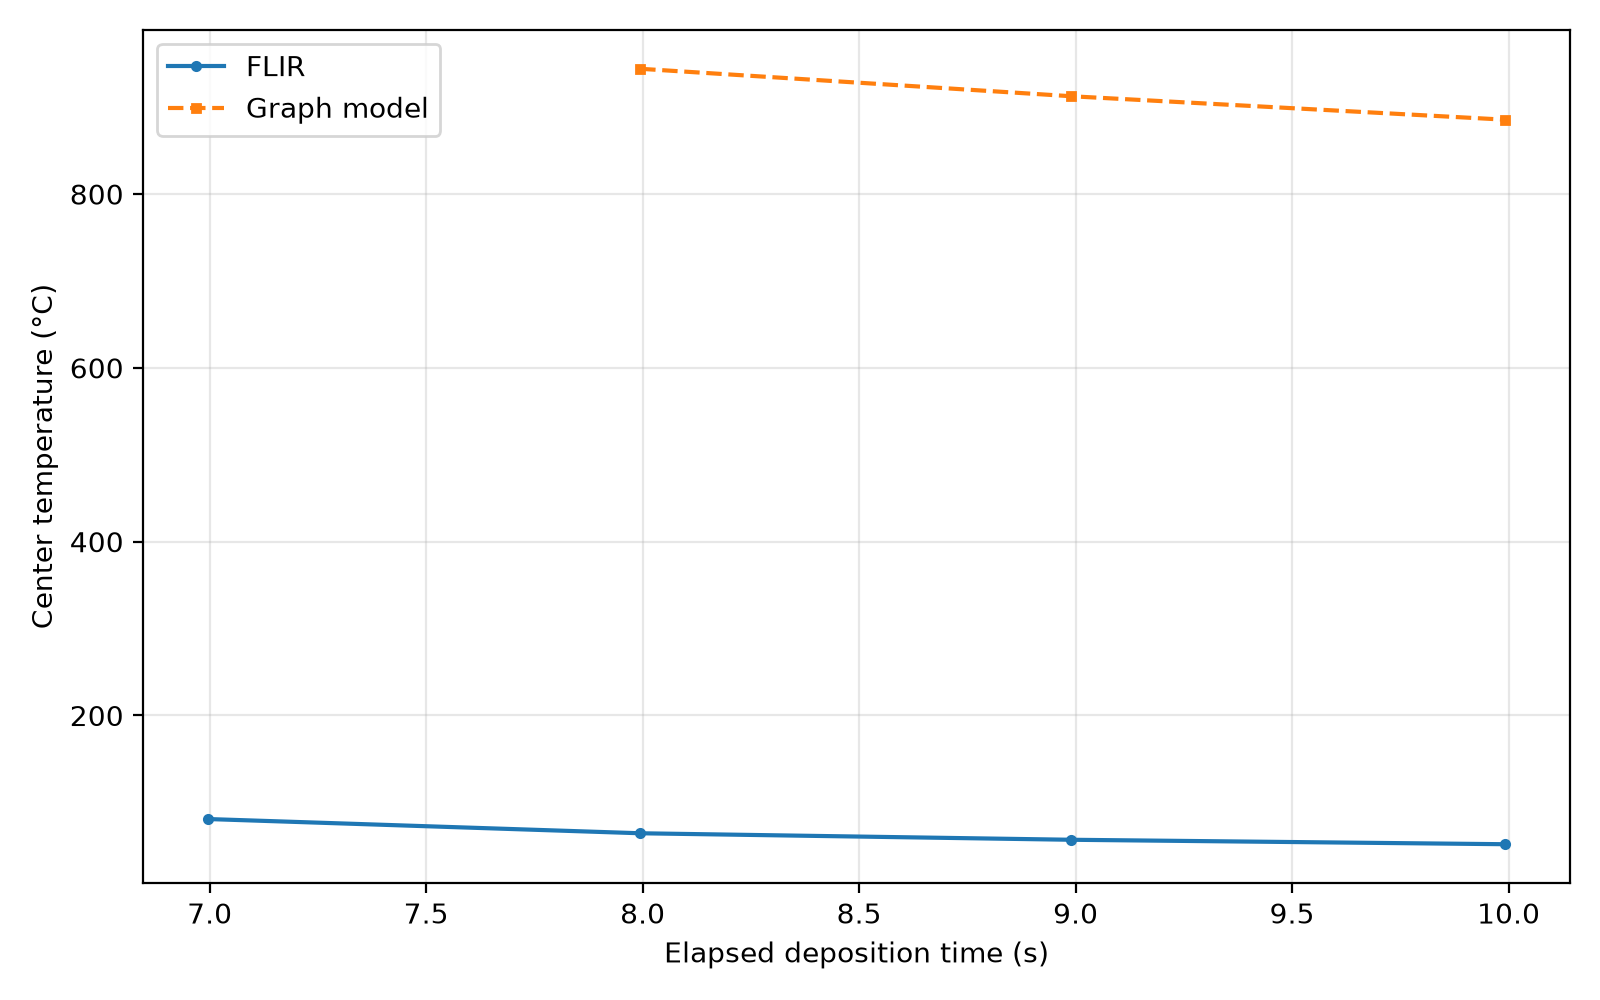 FLIR
Graph model
800
600
400
200
Center temperature (°C)
7.0 7.5 8.0 8.5 9.0 9.5 10.0
Elapsed deposition time (s)